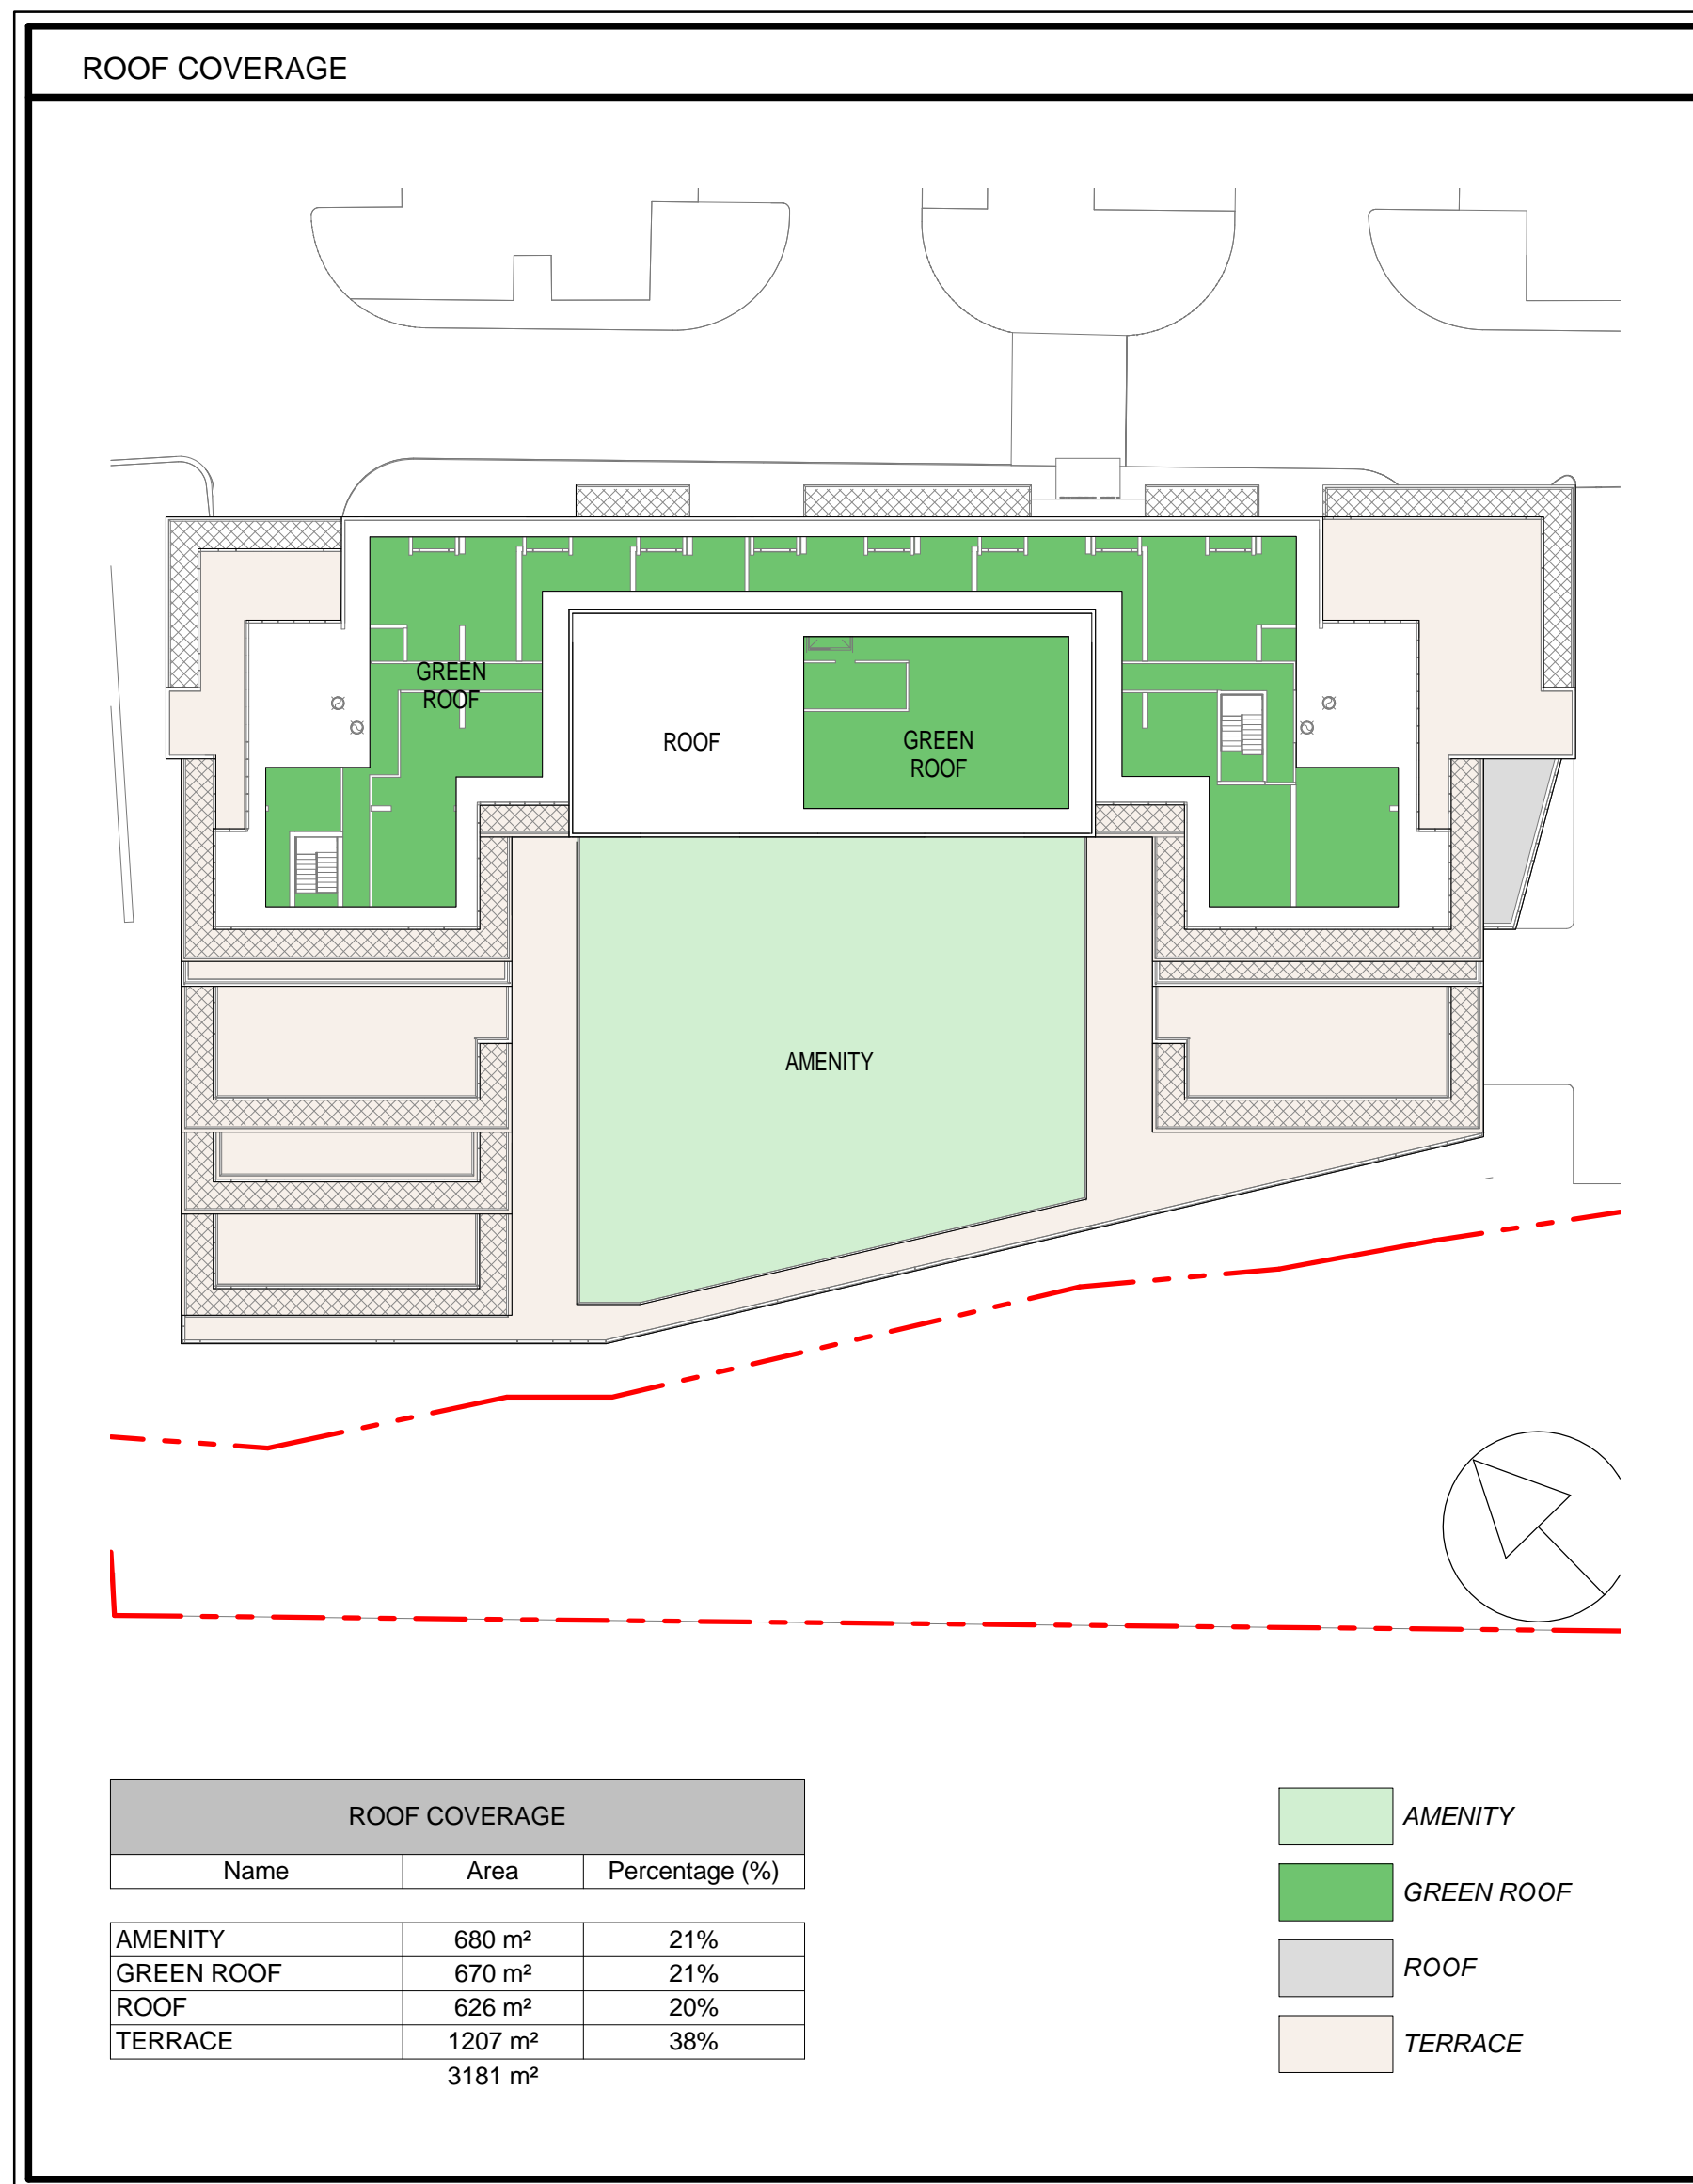 ROOF COVERAGE
GREEN
ROOF
ROOF
GREEN
ROOF
AMENITY
ROOF COVERAGE
Name Area Percentage (%)
AMENITY 680 m² 21%
GREEN ROOF 670 m² 21%
ROOF 626 m² 20%
TERRACE 1207 m² 38%
3181 m²
AMENITY
GREEN ROOF
ROOF
TERRACE